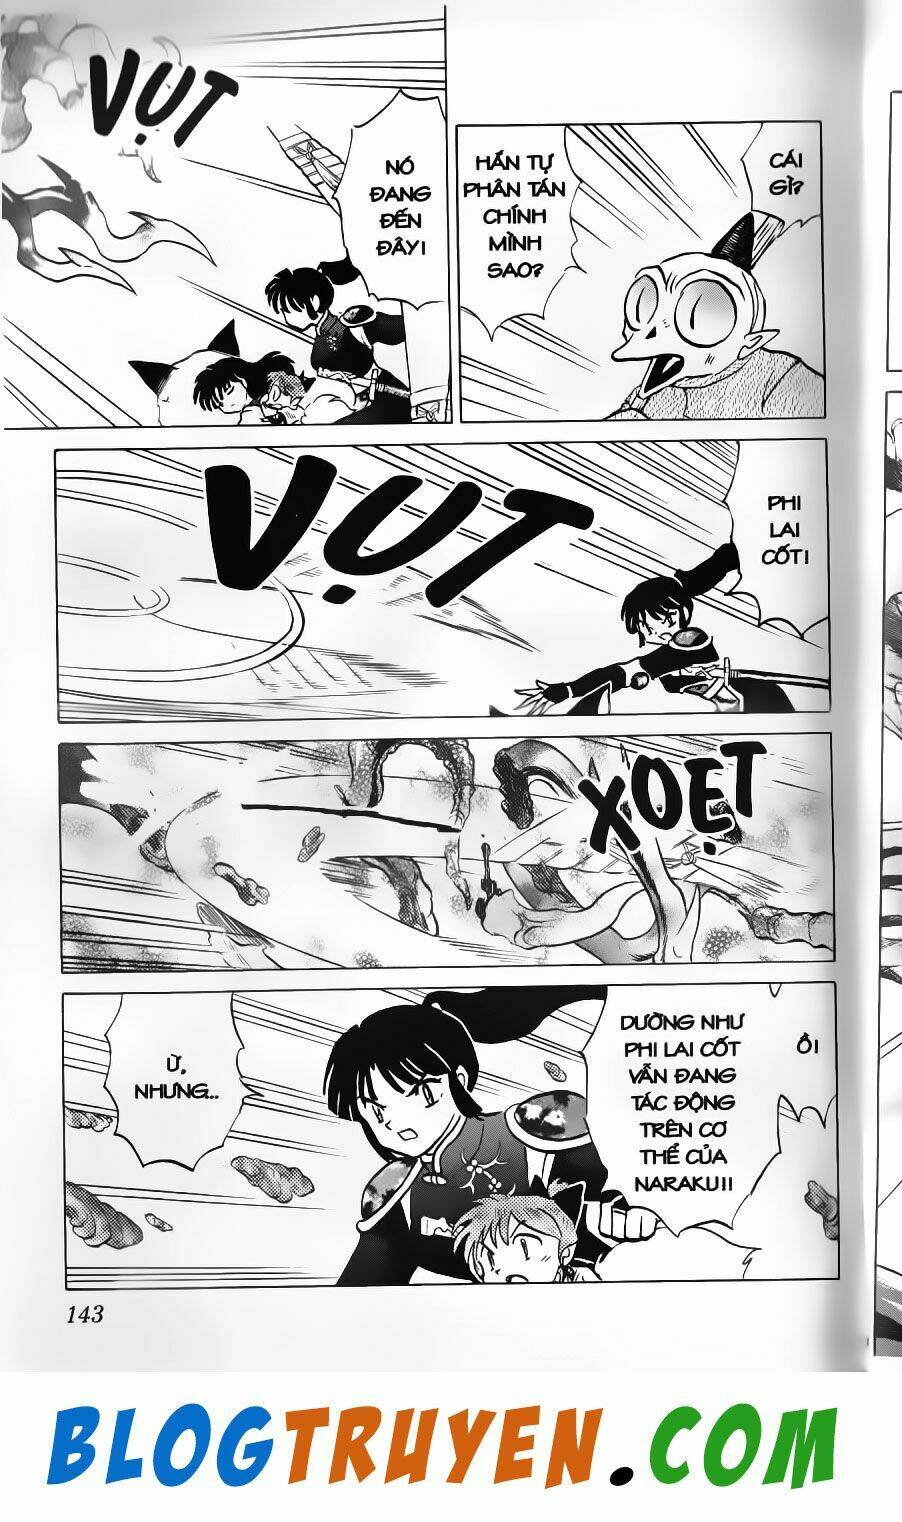 CÁI
GÌ?
HẮN TỰ
PHÂN TÁN
CHÍNH
MÌNH
SAO?
NÓ
ĐANG
ĐẾN
ĐÂY!
VỤT
PHI
LAI
CỐT!
VỤT
XOẸT
Ồ!
DƯỜNG NHƯ
PHI LAI CỐT
VẪN ĐANG
TÁC ĐỘNG
TRÊN CƠ
THỂ CỦA
NARAKU!!
Ừ,
NHƯNG...
143
BLOGTRUYEN.COM